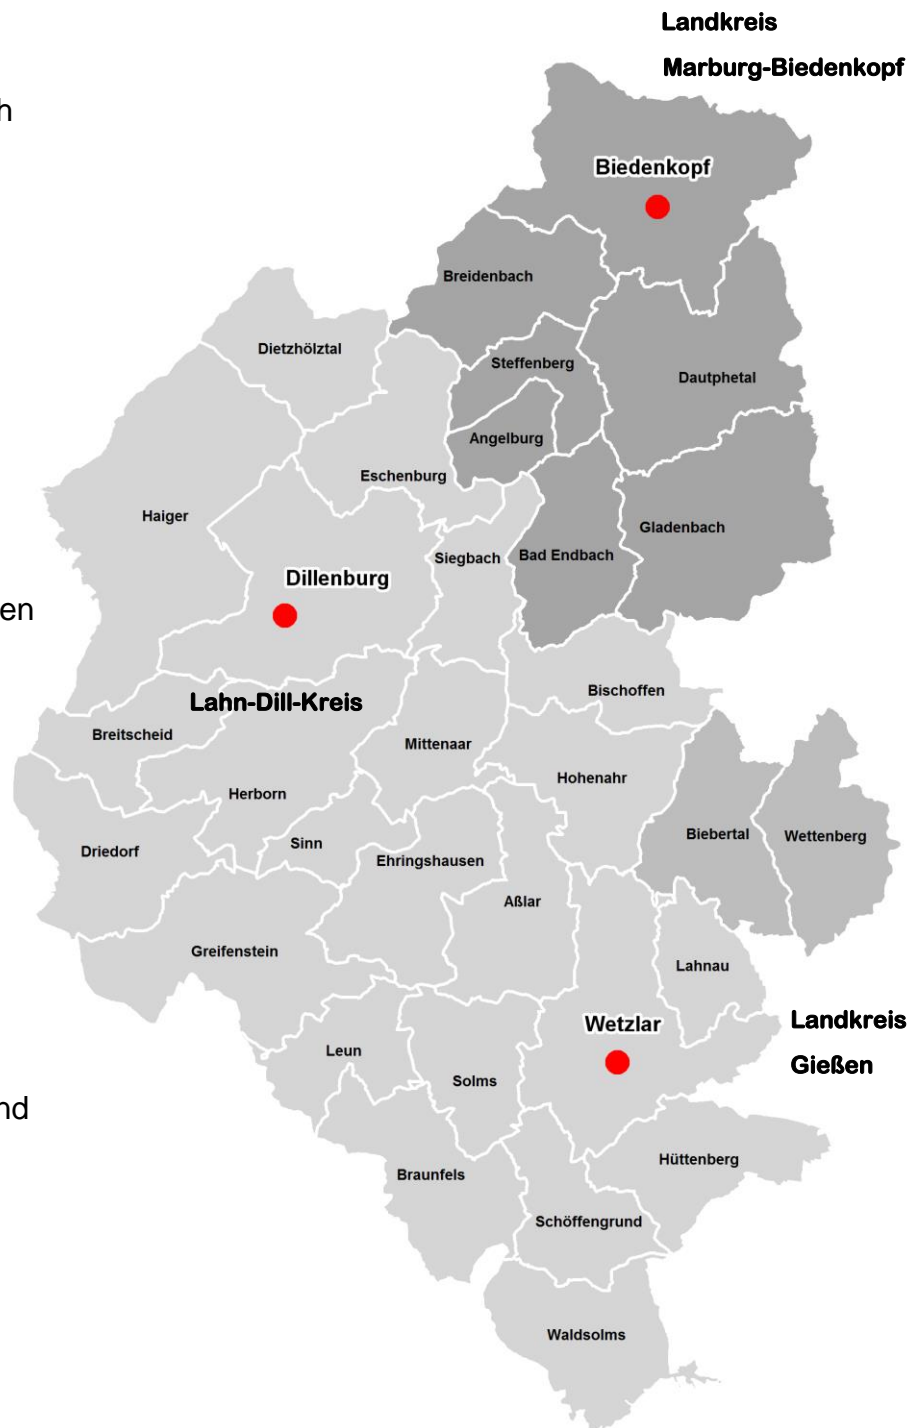 Landkreis
Marburg-Biedenkopf
h
Biedenkopf
Breidenbach
Dietzhölztal
Steffenberg
Dautphetal
Angelburg
Eschenburg
Haiger
Gladenbach
Siegbach
Bad Endbach
Dillenburg
en
Bischoffen
Lahn-Dill-Kreis
Breitscheid
Mittenaar
Hohenahr
Herborn
Biebertal
Wettenberg
Sinn
Driedorf
Ehringshausen
Aßlar
Greifenstein
Lahnau
Wetzlar
Landkreis
Gießen
Leun
Solms
nd
Hüttenberg
Braunfels
Schöffengrund
Waldsolms